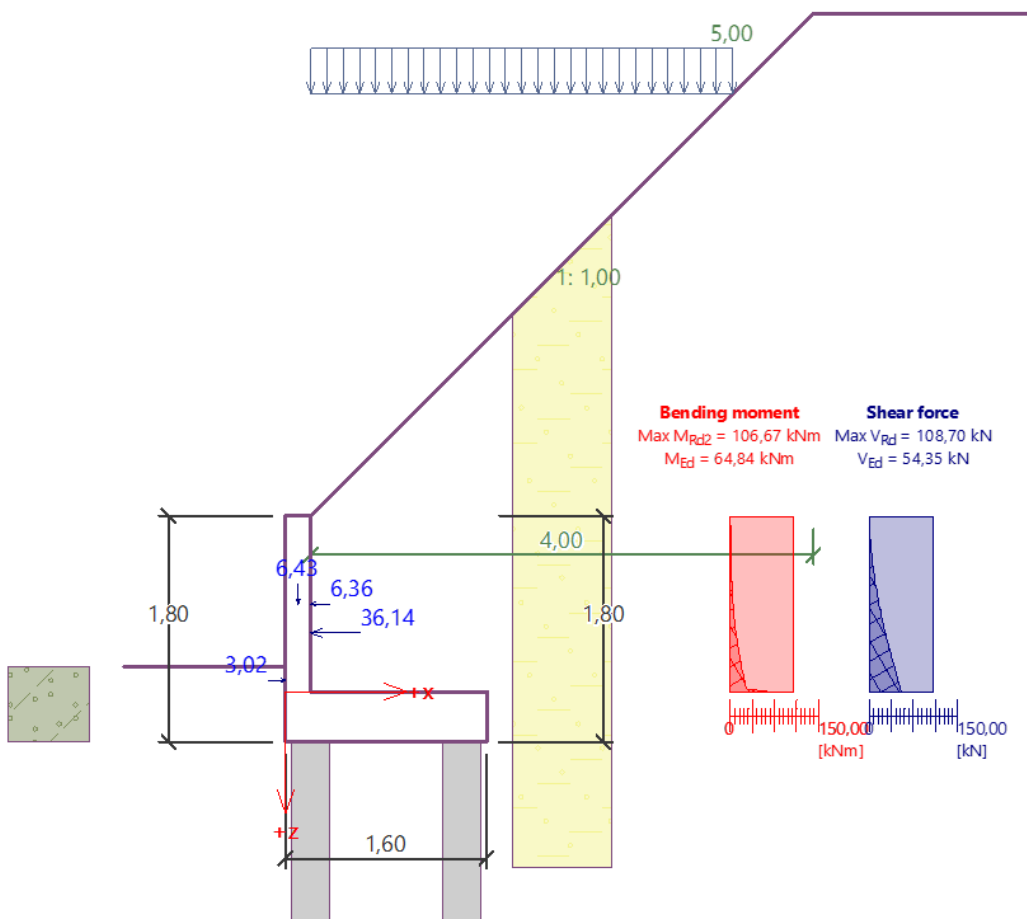 5,00
1: 1,00
Bending moment
Max M_Rd2 = 106,67 kNm
M_Ed = 64,84 kNm
Shear force
Max V_Rd = 108,70 kN
V_Ed = 54,35 kN
4,00
6,43
6,36
36,14
1,80
1,80
3,02
+x
0
150,00
[kNm]
0
150,00
[kN]
+z
1,60